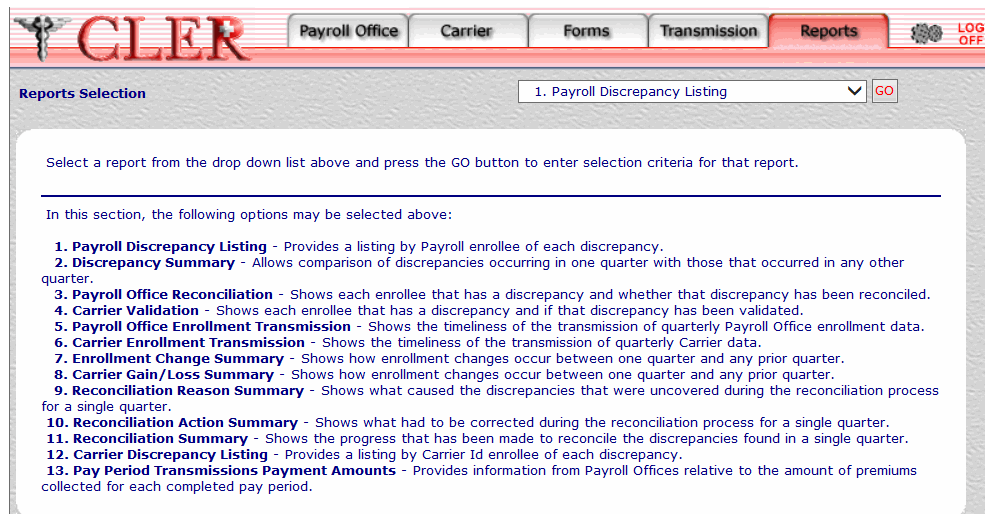 CLER
Payroll Office Carrier Forms Transmission Reports LOG OFF
Reports Selection 1. Payroll Discrepancy Listing GO
Select a report from the drop down list above and press the GO button to enter selection criteria for that report.
In this section, the following options may be selected above:
1. Payroll Discrepancy Listing - Provides a listing by Payroll enrollee of each discrepancy.
2. Discrepancy Summary - Allows comparison of discrepancies occurring in one quarter with those that occurred in any other
quarter.
3. Payroll Office Reconciliation - Shows each enrollee that has a discrepancy and whether that discrepancy has been reconciled.
4. Carrier Validation - Shows each enrollee that has a discrepancy and if that discrepancy has been validated.
5. Payroll Office Enrollment Transmission - Shows the timeliness of the transmission of quarterly Payroll Office enrollment data.
6. Carrier Enrollment Transmission - Shows the timeliness of the transmission of quarterly Carrier data.
7. Enrollment Change Summary - Shows how enrollment changes occur between one quarter and any prior quarter.
8. Carrier Gain/Loss Summary - Shows how enrollment changes occur between one quarter and any prior quarter.
9. Reconciliation Reason Summary - Shows what caused the discrepancies that were uncovered during the reconciliation process
for a single quarter.
10. Reconciliation Action Summary - Shows what had to be corrected during the reconciliation process for a single quarter.
11. Reconciliation Summary - Shows the progress that has been made to reconcile the discrepancies found in a single quarter.
12. Carrier Discrepancy Listing - Provides a listing by Carrier Id enrollee of each discrepancy.
13. Pay Period Transmissions Payment Amounts - Provides information from Payroll Offices relative to the amount of premiums
collected for each completed pay period.